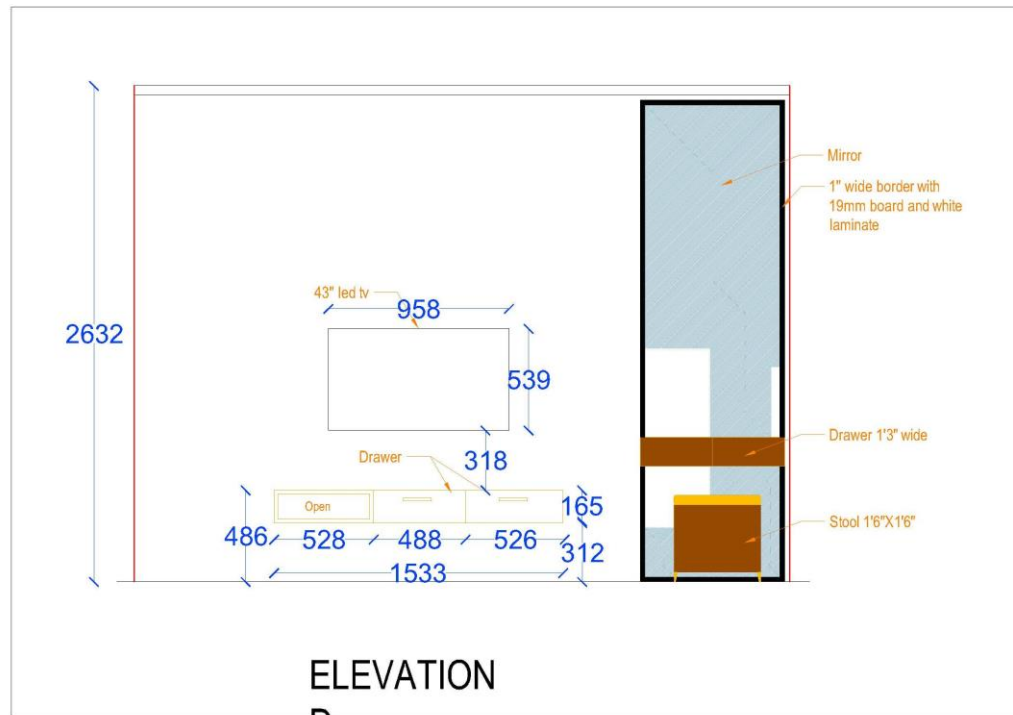 Mirror
1" wide border with
19mm board and white
laminate
43" led tv
958
2632
539
Drawer 1'3" wide
Drawer
318
Open
165
Stool 1'6"X1'6"
486
528
488
526
312
1533
ELEVATION